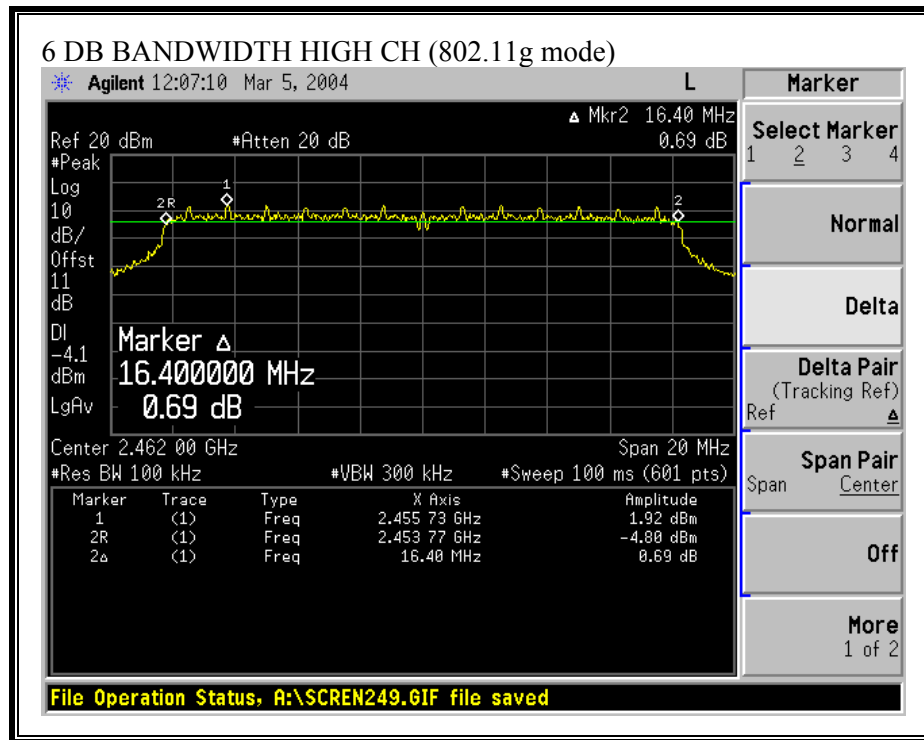 6 DB BANDWIDTH HIGH CH (802.11g mode)
Agilent 12:07:10 Mar 5, 2004 L
Marker
Δ Mkr2 16.40 MHz
Ref 20 dBm #Atten 20 dB 0.69 dB
#Peak
Log
10
dB/
Offst
11
dB
DI
-4.1
dBm
LgAv
2R
1
2
Marker Δ
16.400000 MHz
0.69 dB
Center 2.462 00 GHz Span 20 MHz
#Res BW 100 kHz #VBW 300 kHz #Sweep 100 ms (601 pts)
Marker Trace Type X Axis Amplitude
1 (1) Freq 2.455 73 GHz 1.92 dBm
2R (1) Freq 2.453 77 GHz -4.80 dBm
2Δ (1) Freq 16.40 MHz 0.69 dB
Select Marker
1 2 3 4
Normal
Delta
Delta Pair
(Tracking Ref)
Ref Δ
Span Pair
Span Center
Off
More
1 of 2
File Operation Status, A:\SCREN249.GIF file saved